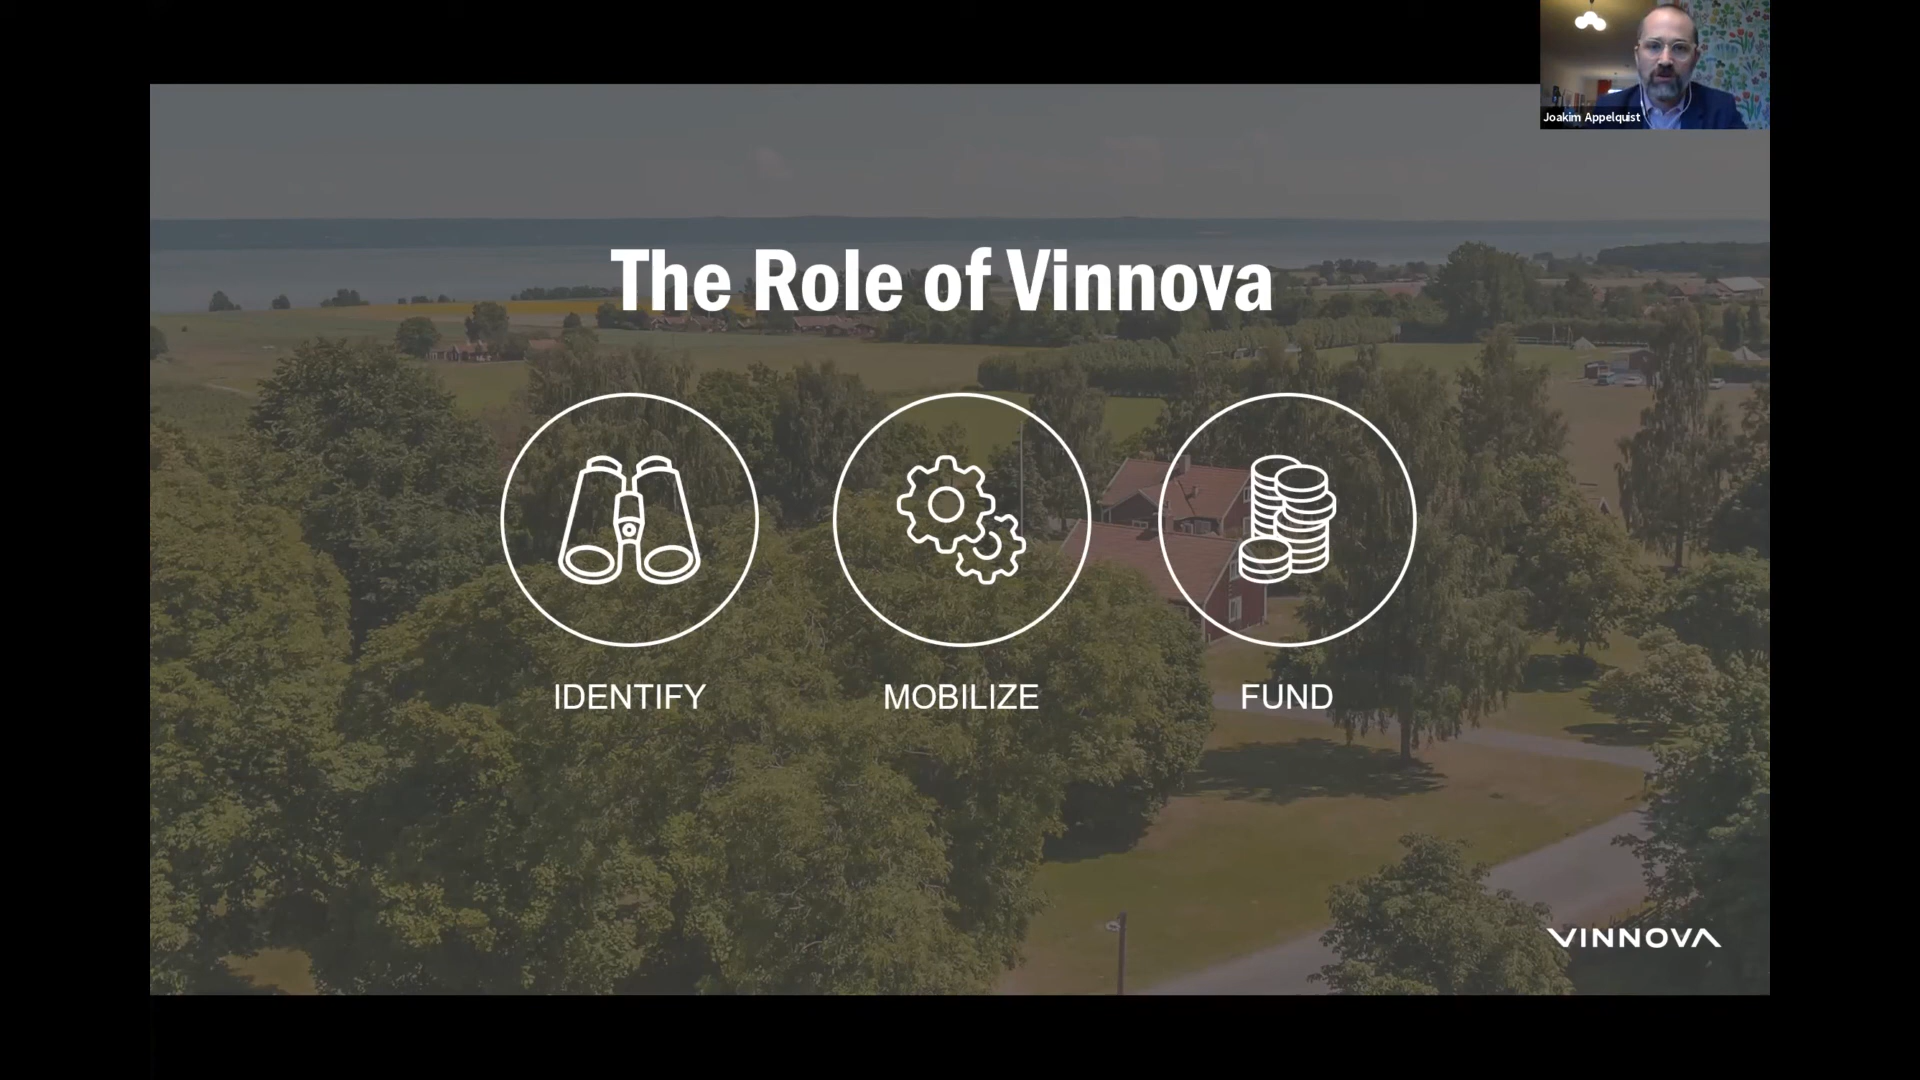 Joakim Appelquist
The Role of Vinnova
IDENTIFY
MOBILIZE
FUND
VINNOVA